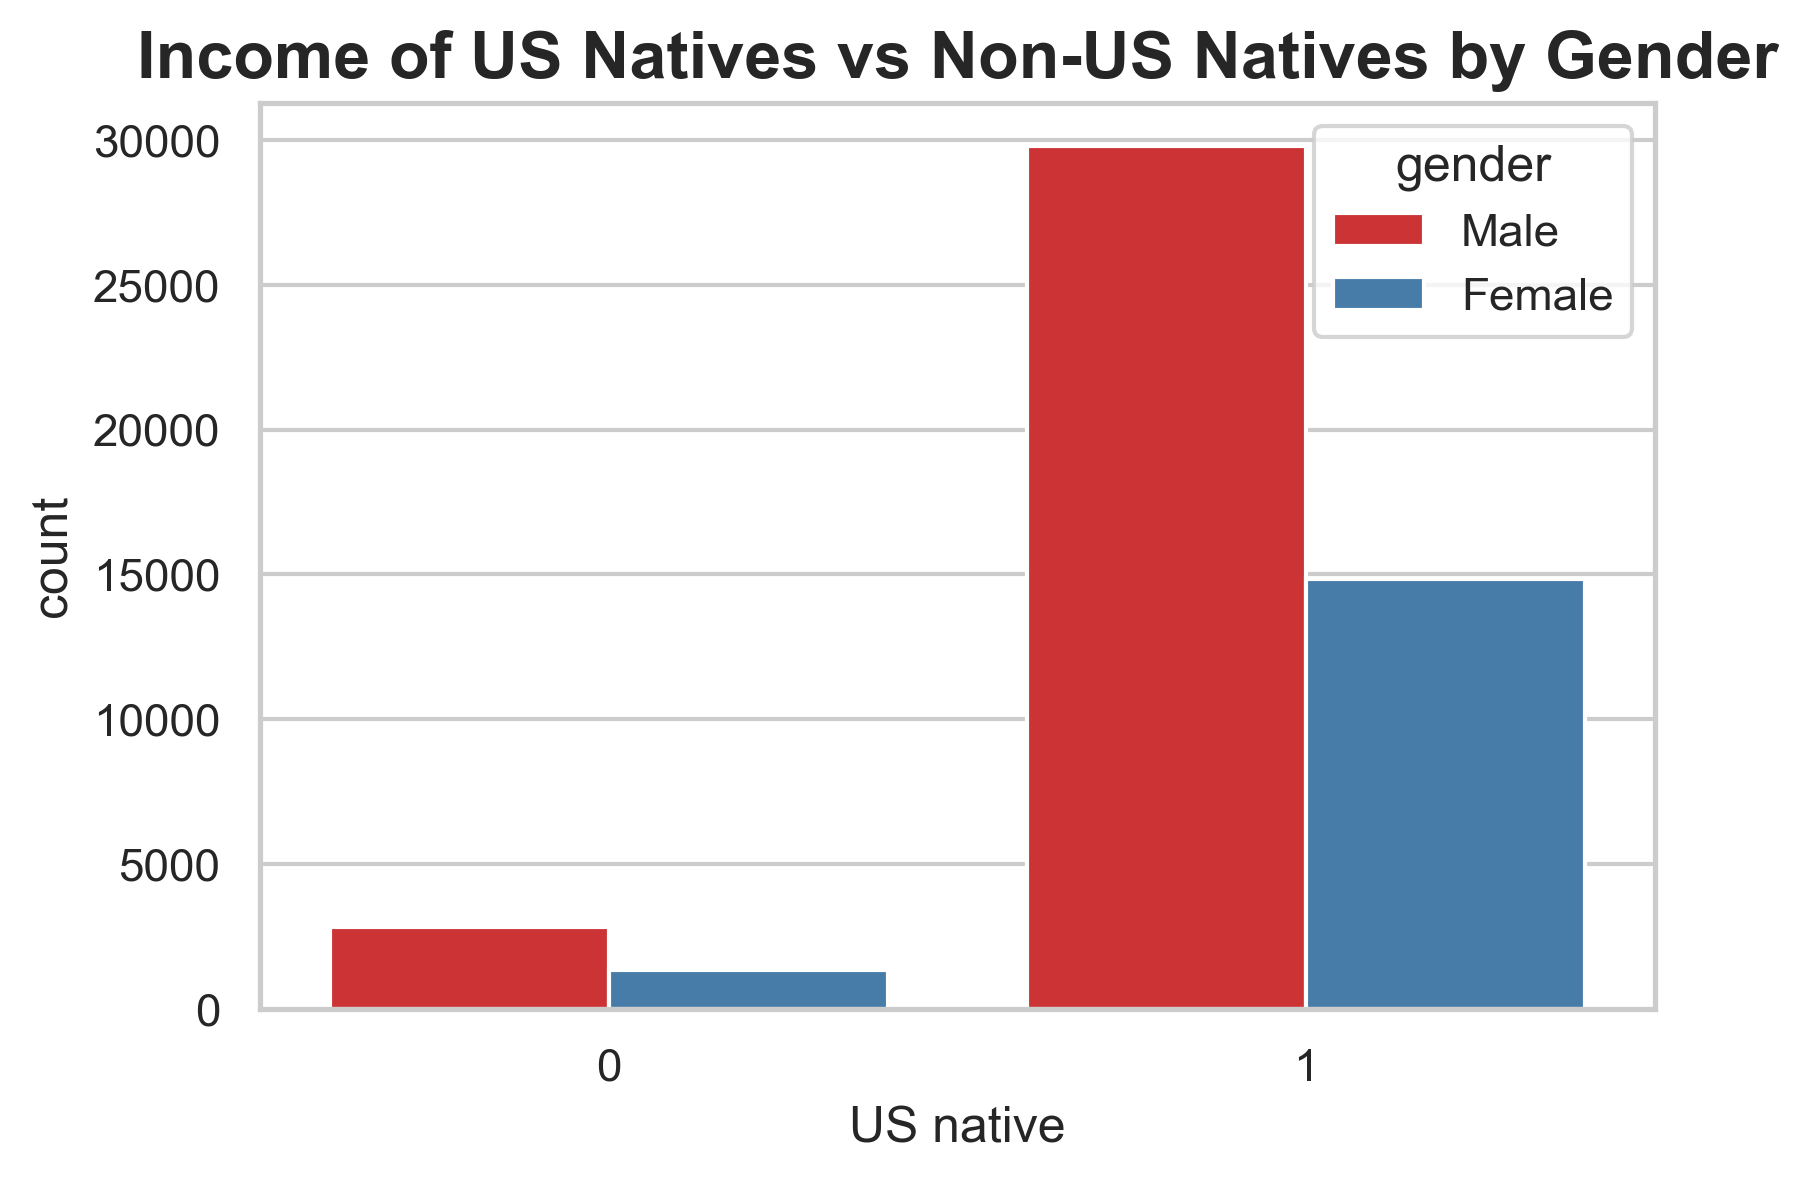 Income of US Natives vs Non-US Natives by Gender
30000
25000
20000
15000
10000
5000
0
count
gender
Male
Female
0 1
US native